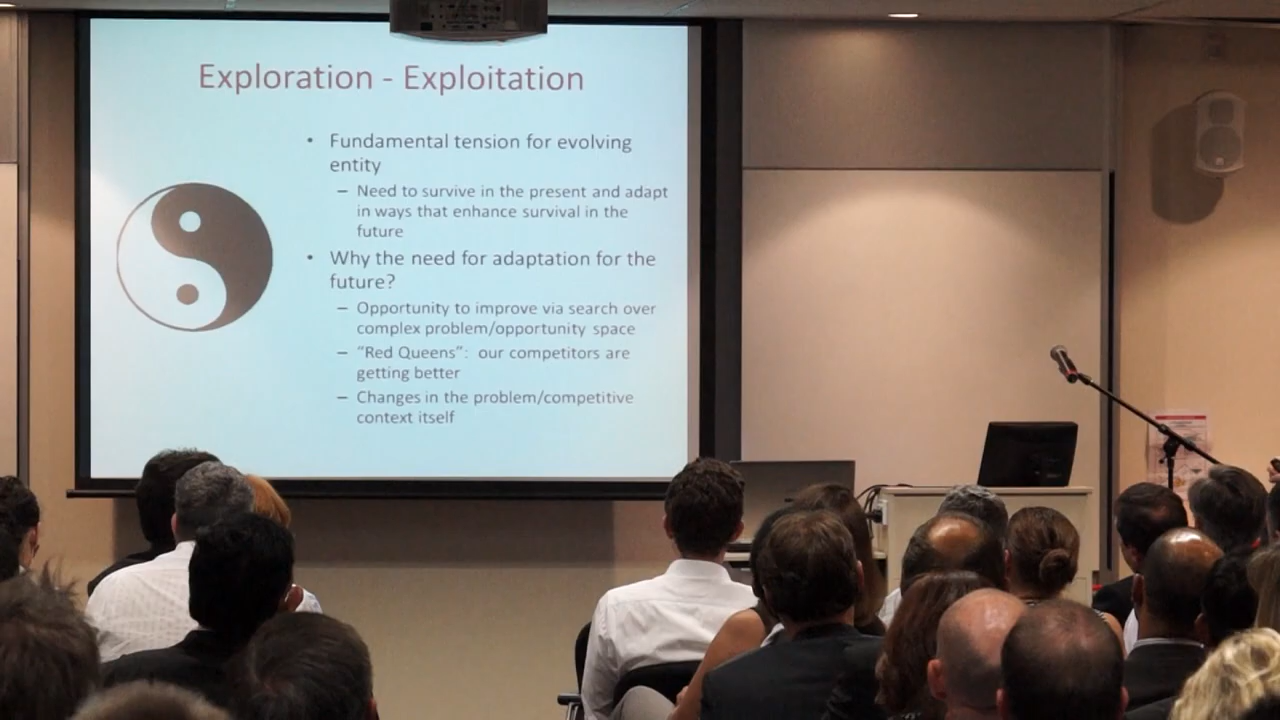 Exploration - Exploitation
• Fundamental tension for evolving
entity
– Need to survive in the present and adapt
in ways that enhance survival in the
future
• Why the need for adaptation for the
future?
– Opportunity to improve via search over
complex problem/opportunity space
– “Red Queens”: our competitors are
getting better
– Changes in the problem/competitive
context itself